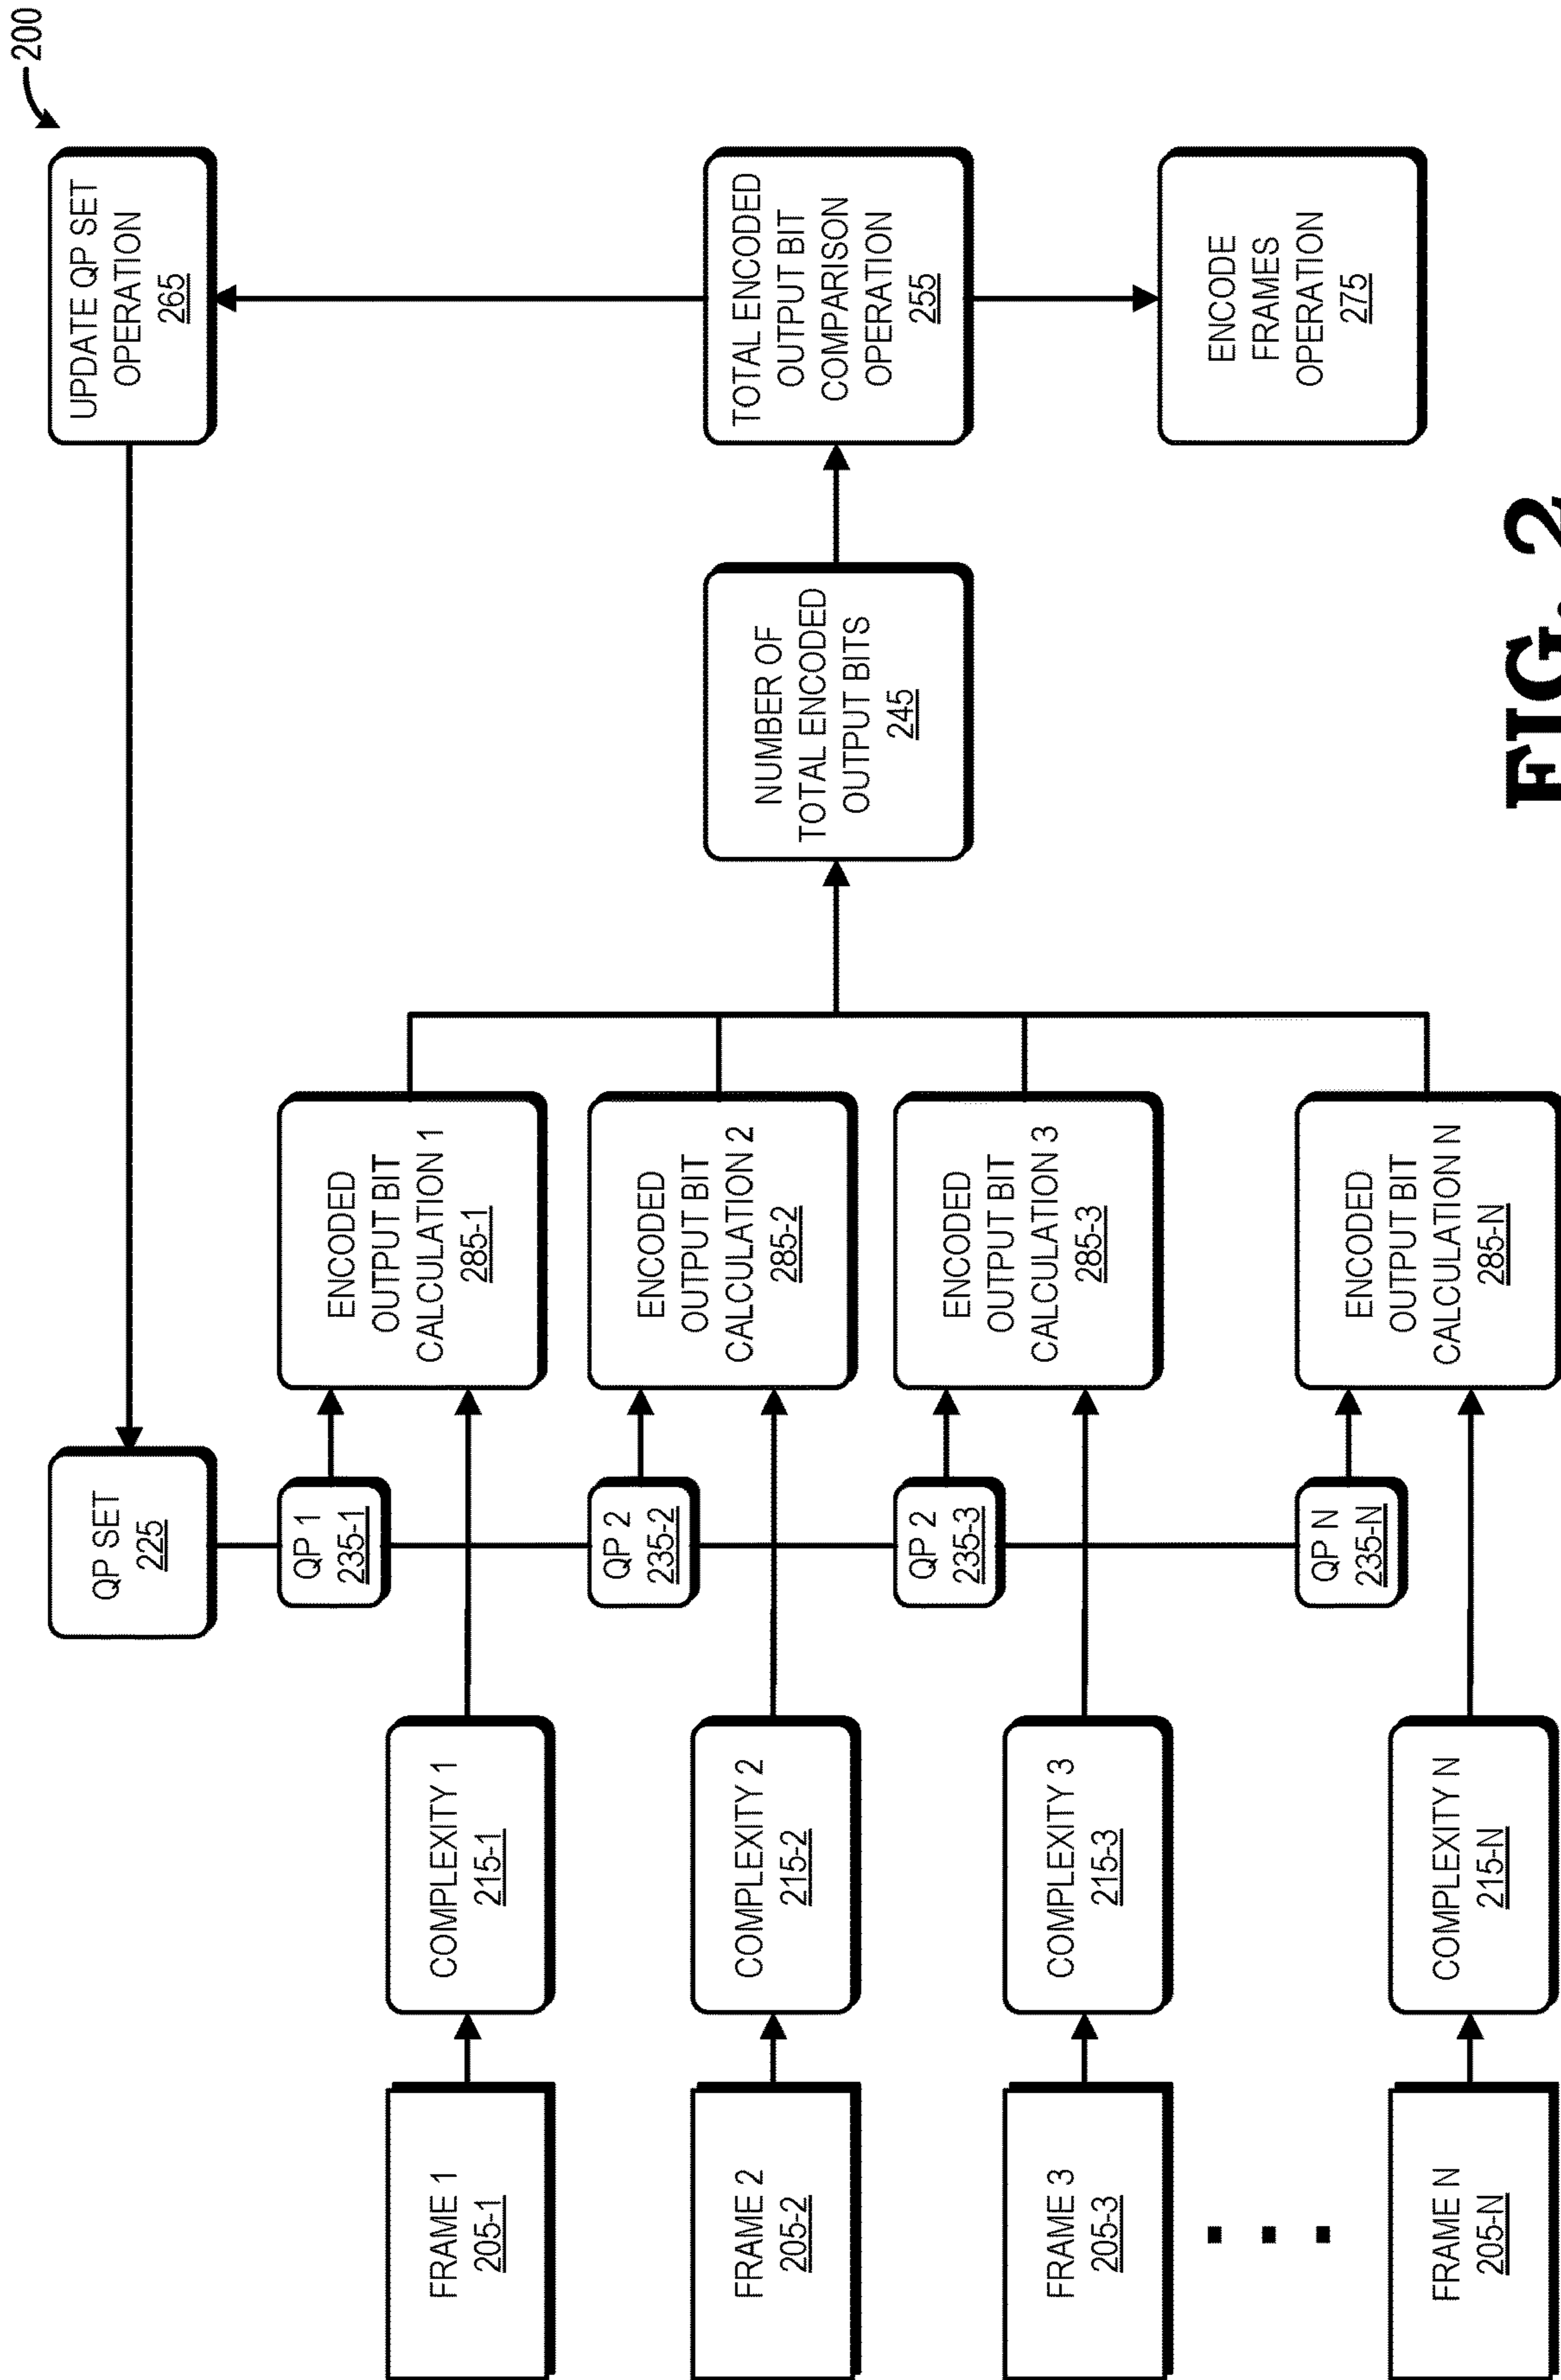 200
QP SET
225
UPDATE QP SET
OPERATION
265
FRAME 1
205-1
COMPLEXITY 1
215-1
QP 1
235-1
ENCODED
OUTPUT BIT
CALCULATION 1
285-1
FRAME 2
205-2
COMPLEXITY 2
215-2
QP 2
235-2
ENCODED
OUTPUT BIT
CALCULATION 2
285-2
NUMBER OF
TOTAL ENCODED
OUTPUT BITS
245
TOTAL ENCODED
OUTPUT BIT
COMPARISON
OPERATION
255
FRAME 3
205-3
COMPLEXITY 3
215-3
QP 2
235-3
ENCODED
OUTPUT BIT
CALCULATION 3
285-3
ENCODE
FRAMES
OPERATION
275
FRAME N
205-N
COMPLEXITY N
215-N
QP N
235-N
ENCODED
OUTPUT BIT
CALCULATION N
285-N
FIG. 2